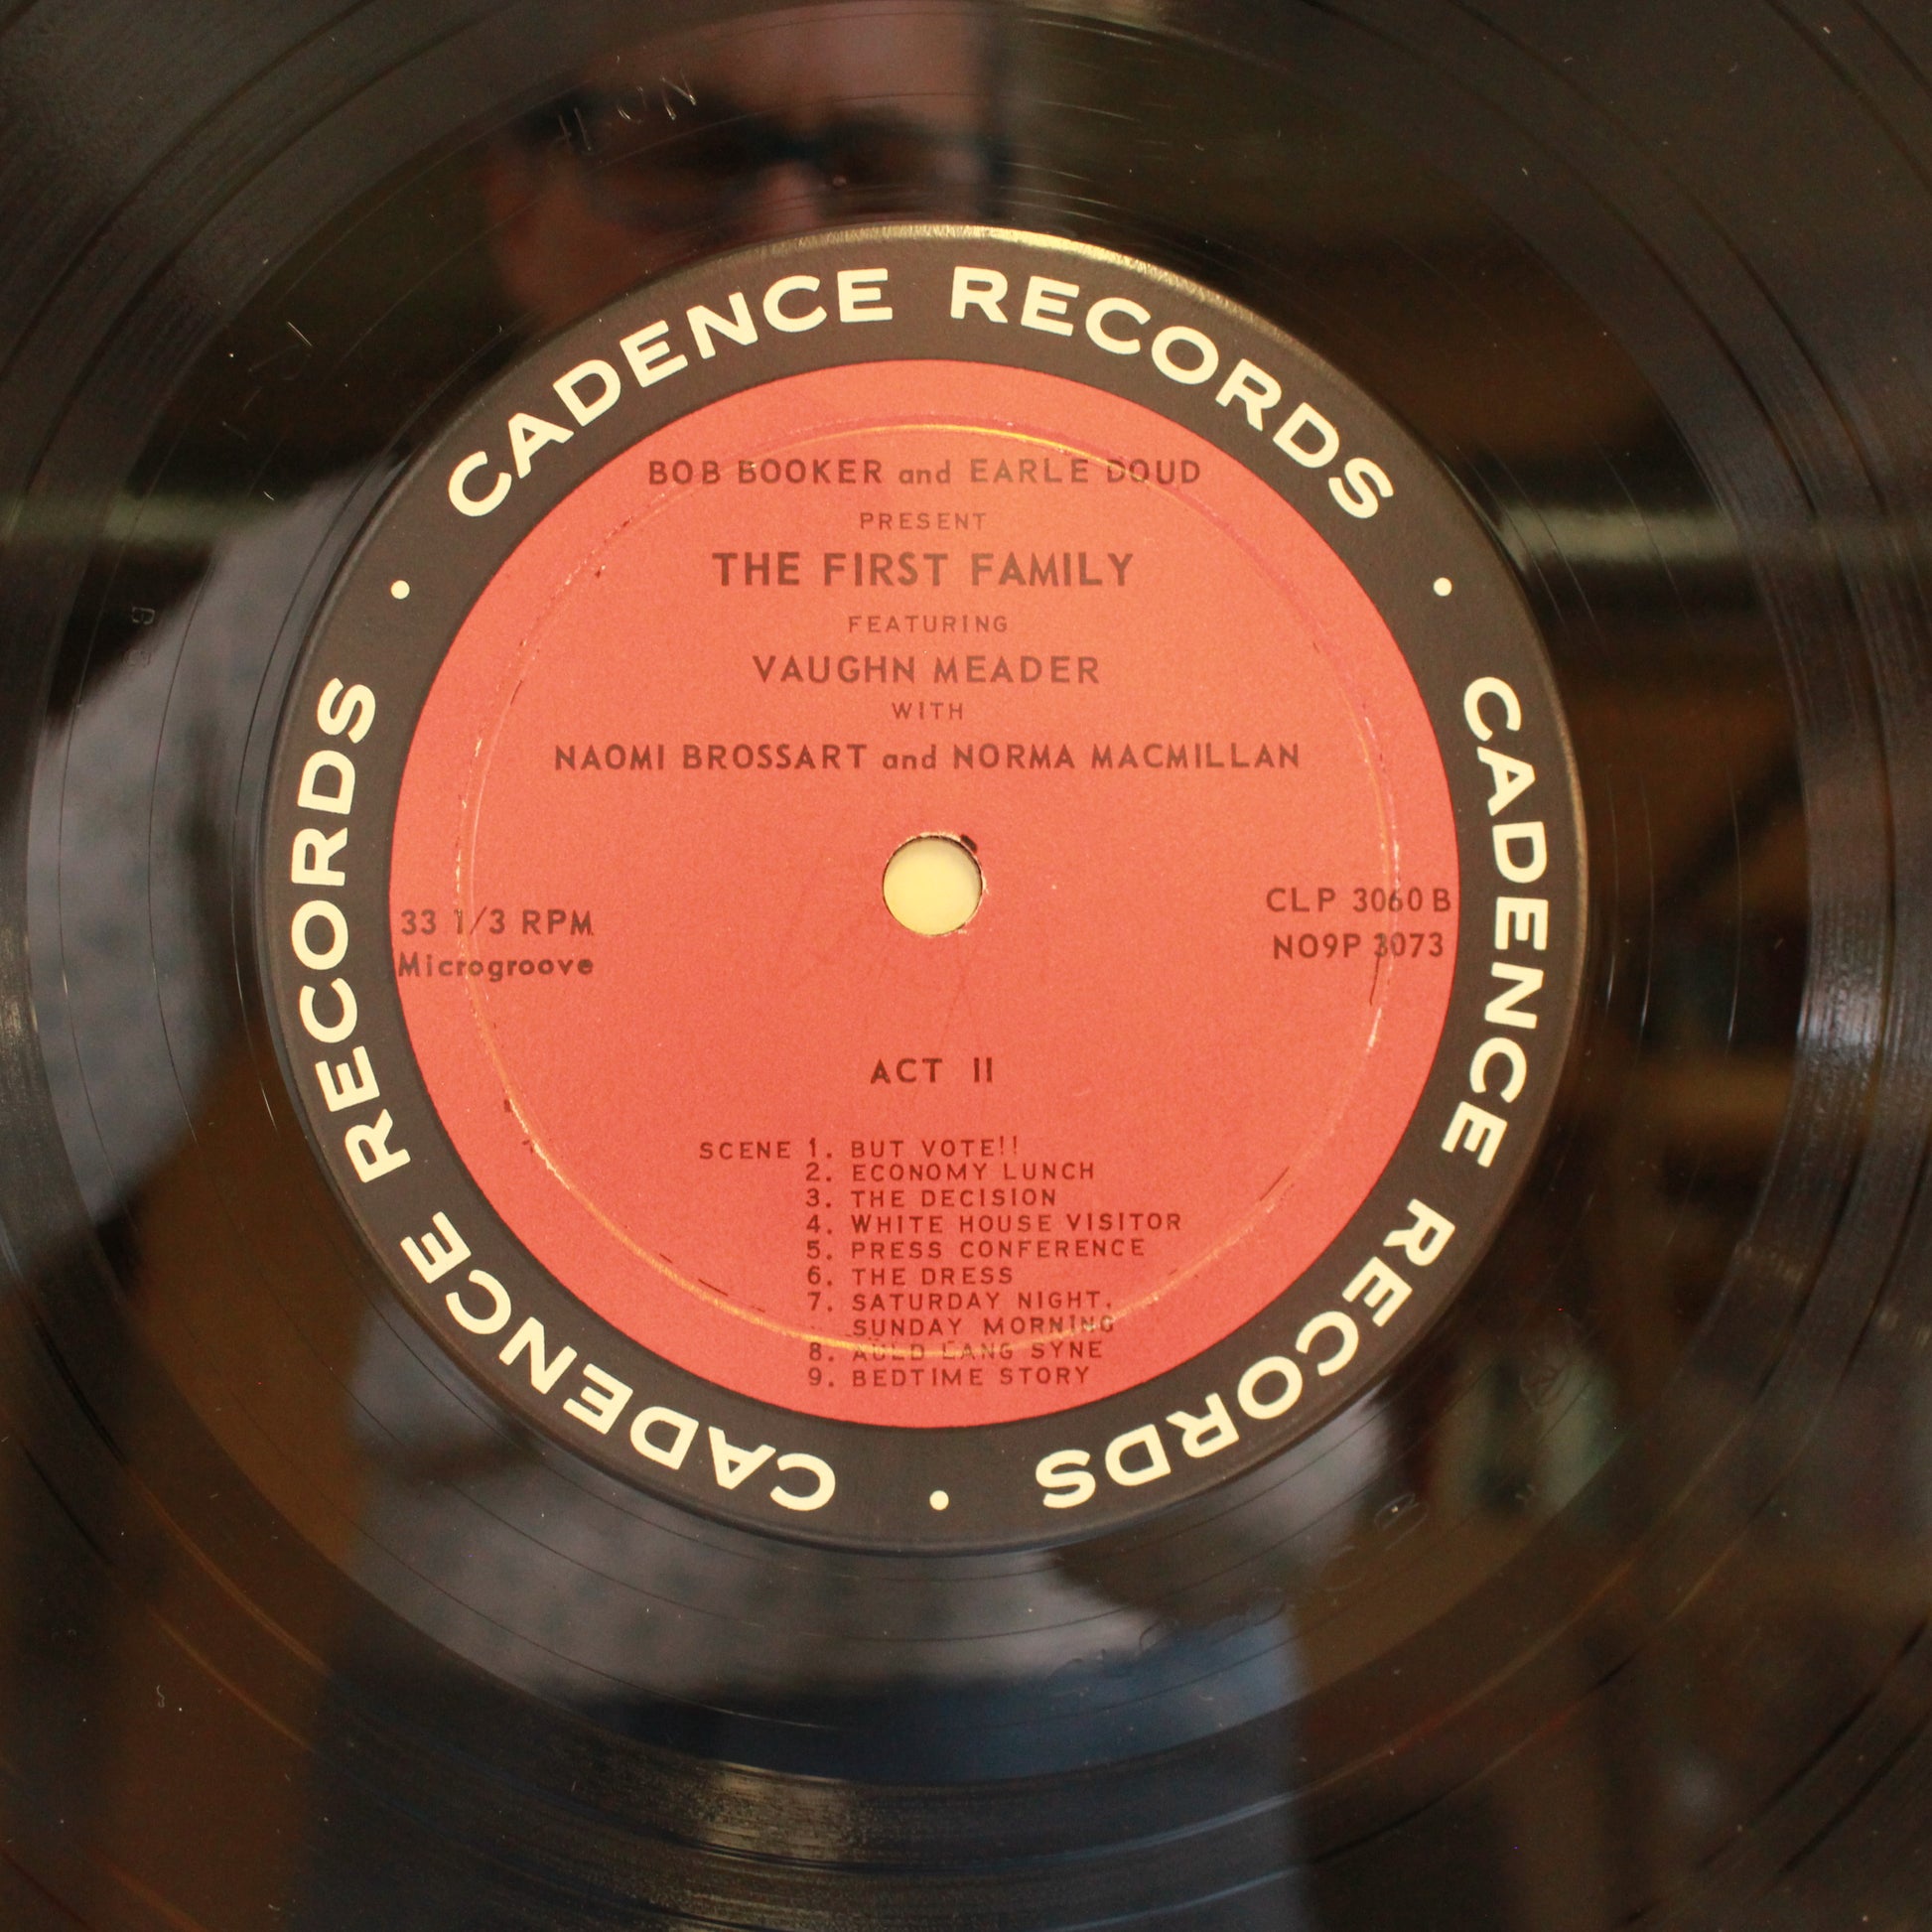 CADENCE RECORDS • CADENCE RECORDS • CADENCE RECORDS •
BOB BOOKER and EARLE DOUD
PRESENT
THE FIRST FAMILY
FEATURING
VAUGHN MEADER
WITH
NAOMI BROSSART and NORMA MACMILLAN
33 1/3 RPM
Microgroove
CLP 3060 B
NO9P 3073
ACT II
SCENE 1. BUT VOTE!!
2. ECONOMY LUNCH
3. THE DECISION
4. WHITE HOUSE VISITOR
5. PRESS CONFERENCE
6. THE DRESS
7. SATURDAY NIGHT,
SUNDAY MORNING
8. AULD LANG SYNE
9. BEDTIME STORY